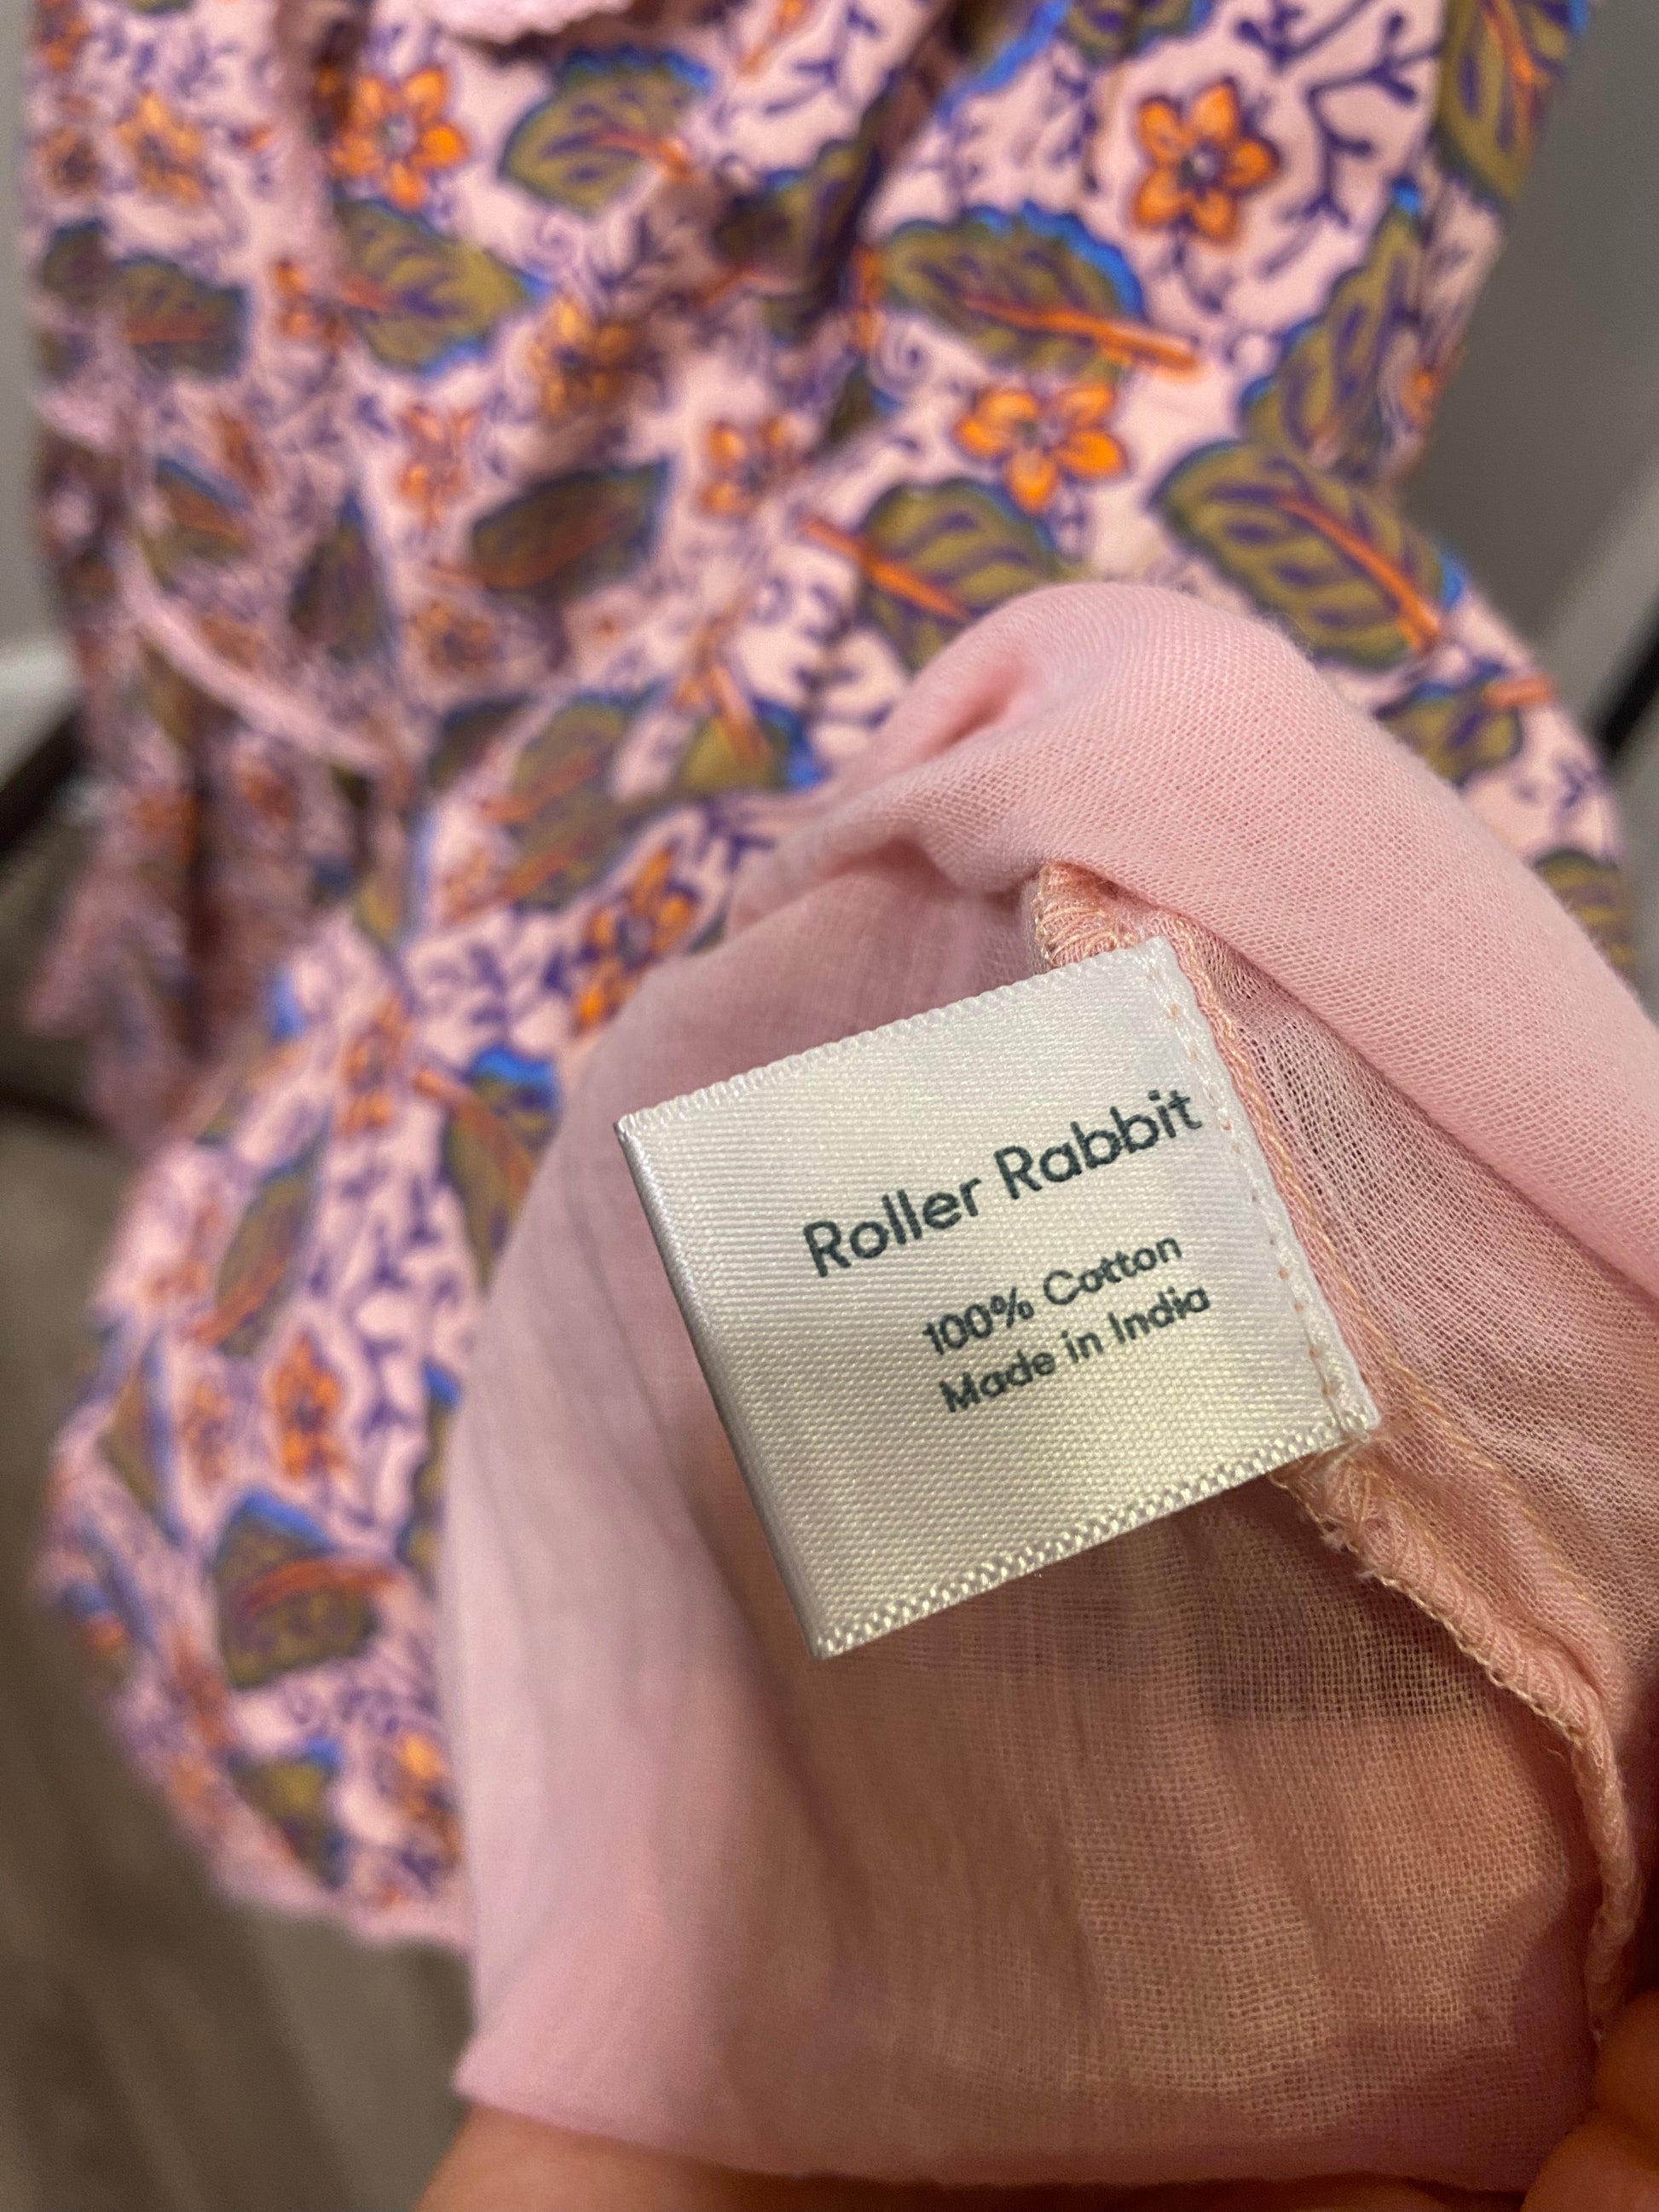 Roller Rabbit
100% Cotton
Made in India